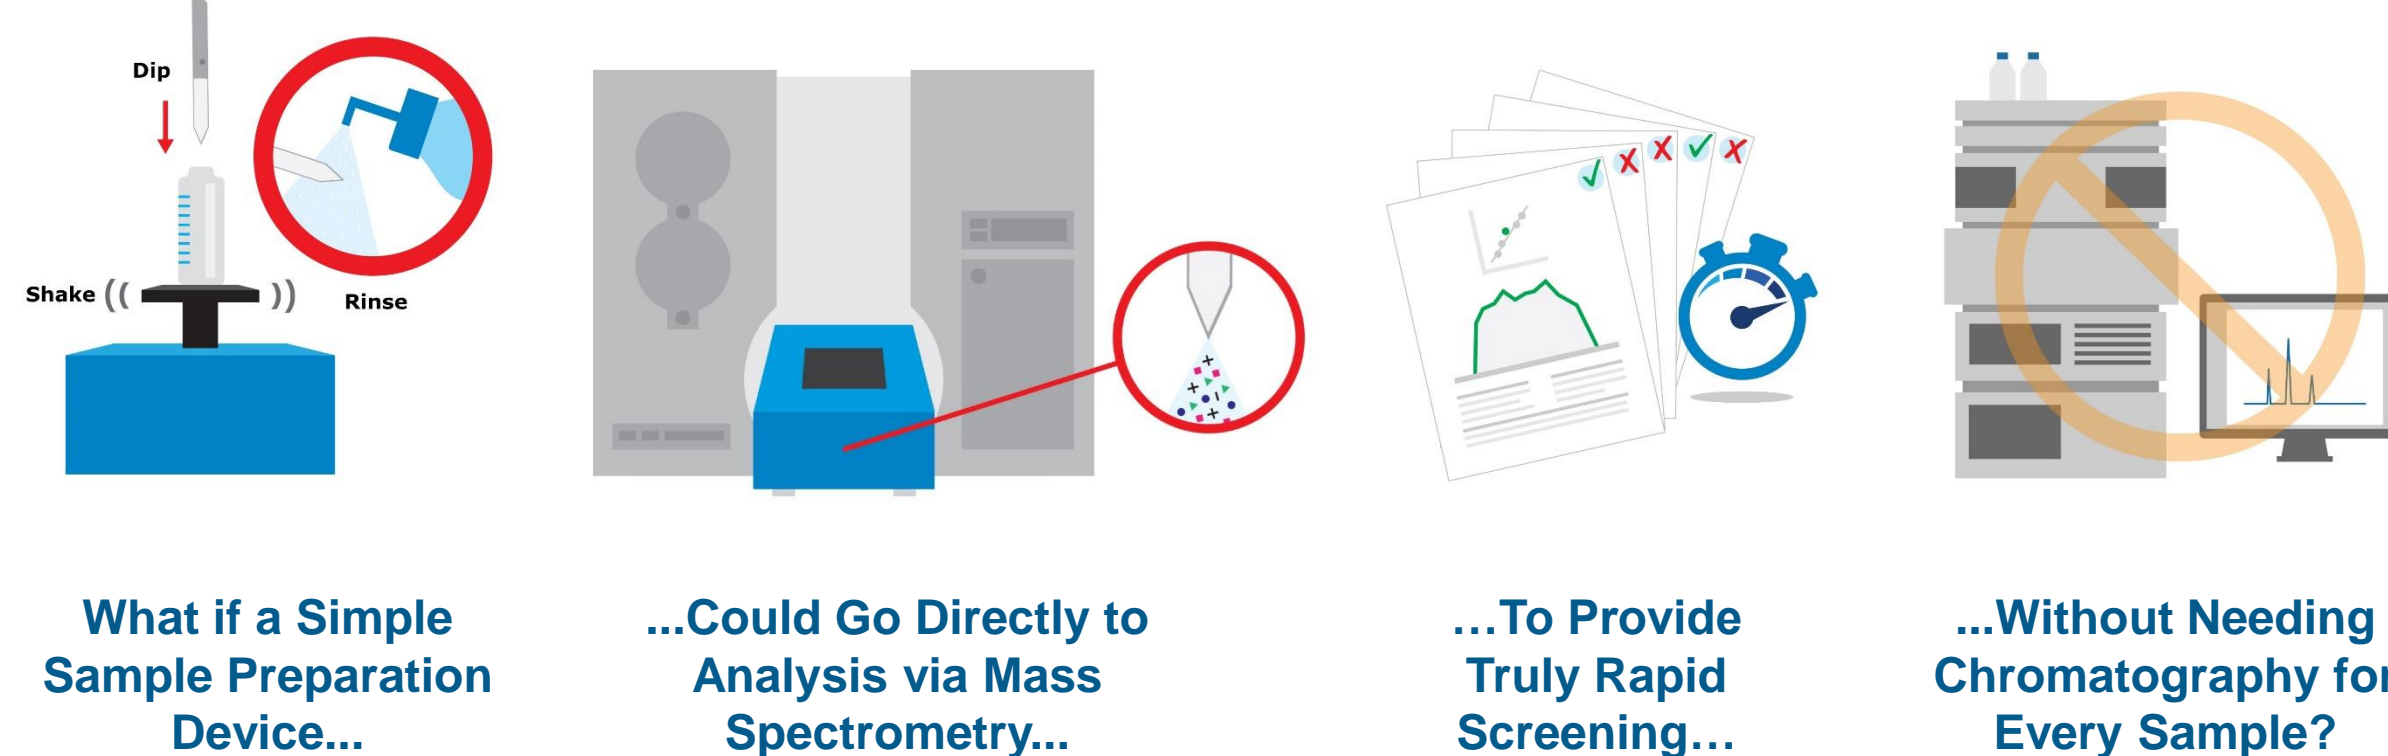 Dip
Shake
Rinse
What if a Simple
Sample Preparation
Device...
...Could Go Directly to
Analysis via Mass
Spectrometry...
…To Provide
Truly Rapid
Screening…
...Without Needing
Chromatography for
Every Sample?